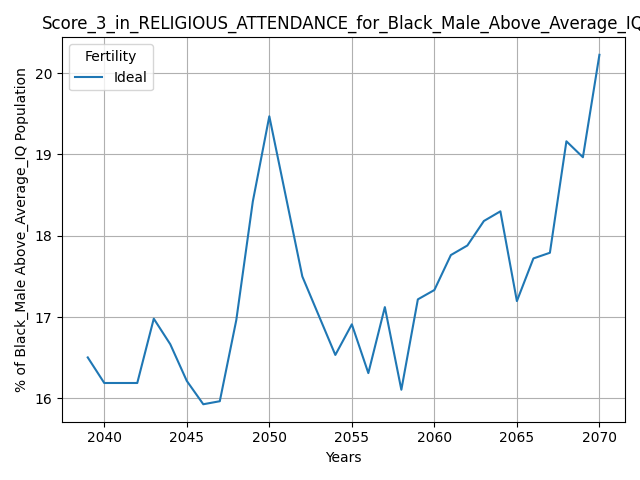 Score_3_in_RELIGIOUS_ATTENDANCE_for_Black_Male_Above_Average_IQ
Fertility
Ideal
% of Black_Male Above_Average_IQ Population
20
19
18
17
16
2040 2045 2050 2055 2060 2065 2070
Years